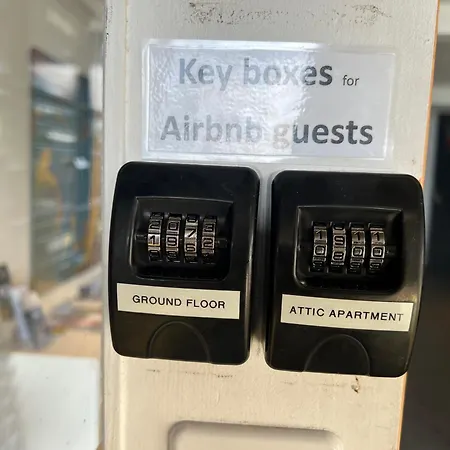 Key boxes for
Airbnb guests
GROUND FLOOR
ATTIC APARTMENT